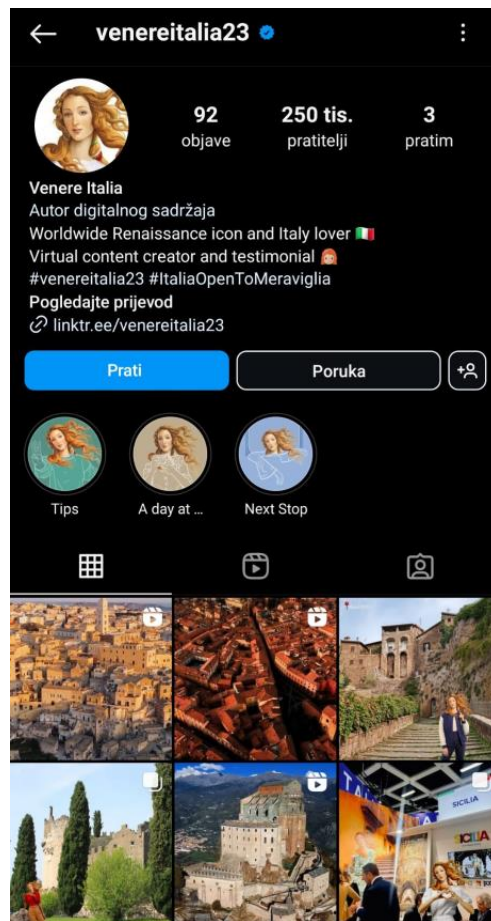 venereitalia23
92
objave
250 tis.
pratitelji
3
pratim
Venere Italia
Autor digitalnog sadržaja
Worldwide Renaissance icon and Italy lover 🇮🇹
Virtual content creator and testimonial 👩🏻‍🦰
#venereitalia23 #ItaliaOpenToMeraviglia
Pogledajte prijevod
linktr.ee/venereitalia23
Prati
Poruka
Tips
A day at ...
Next Stop
SICILIA